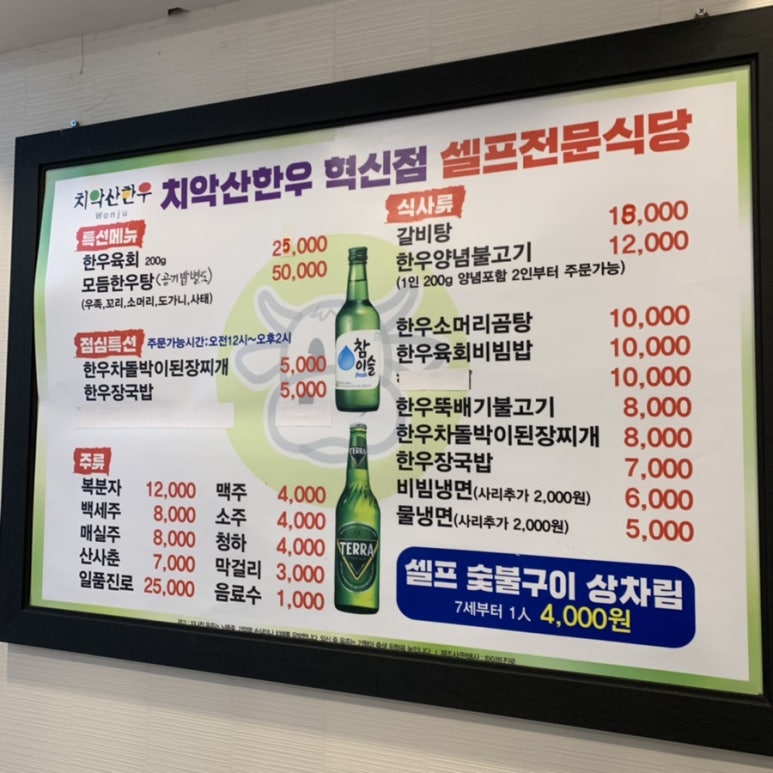 치악산한우
Wonju
치악산한우 혁신점 셀프전문식당
특선메뉴
한우육회 200g 25,000
모듬한우탕(공기밥별도) 50,000
(우족,꼬리,소머리,도가니,사태)
점심특선 주문가능시간:오전12시~오후2시
한우차돌박이된장찌개 5,000
한우장국밥 5,000
주류
복분자 12,000 맥주 4,000
백세주 8,000 소주 4,000
매실주 8,000 청하 4,000
산사춘 7,000 막걸리 3,000
일품진로 25,000 음료수 1,000
참이슬
fresh
TERRA
식사류
갈비탕 18,000
한우양념불고기 12,000
(1인 200g 양념포함 2인부터 주문가능)
한우소머리곰탕 10,000
한우육회비빔밥 10,000
10,000
한우뚝배기불고기 8,000
한우차돌박이된장찌개 8,000
한우장국밥 7,000
비빔냉면(사리추가 2,000원) 6,000
물냉면(사리추가 2,000원) 5,000
셀프 숯불구이 상차림
7세부터 1人 4,000원